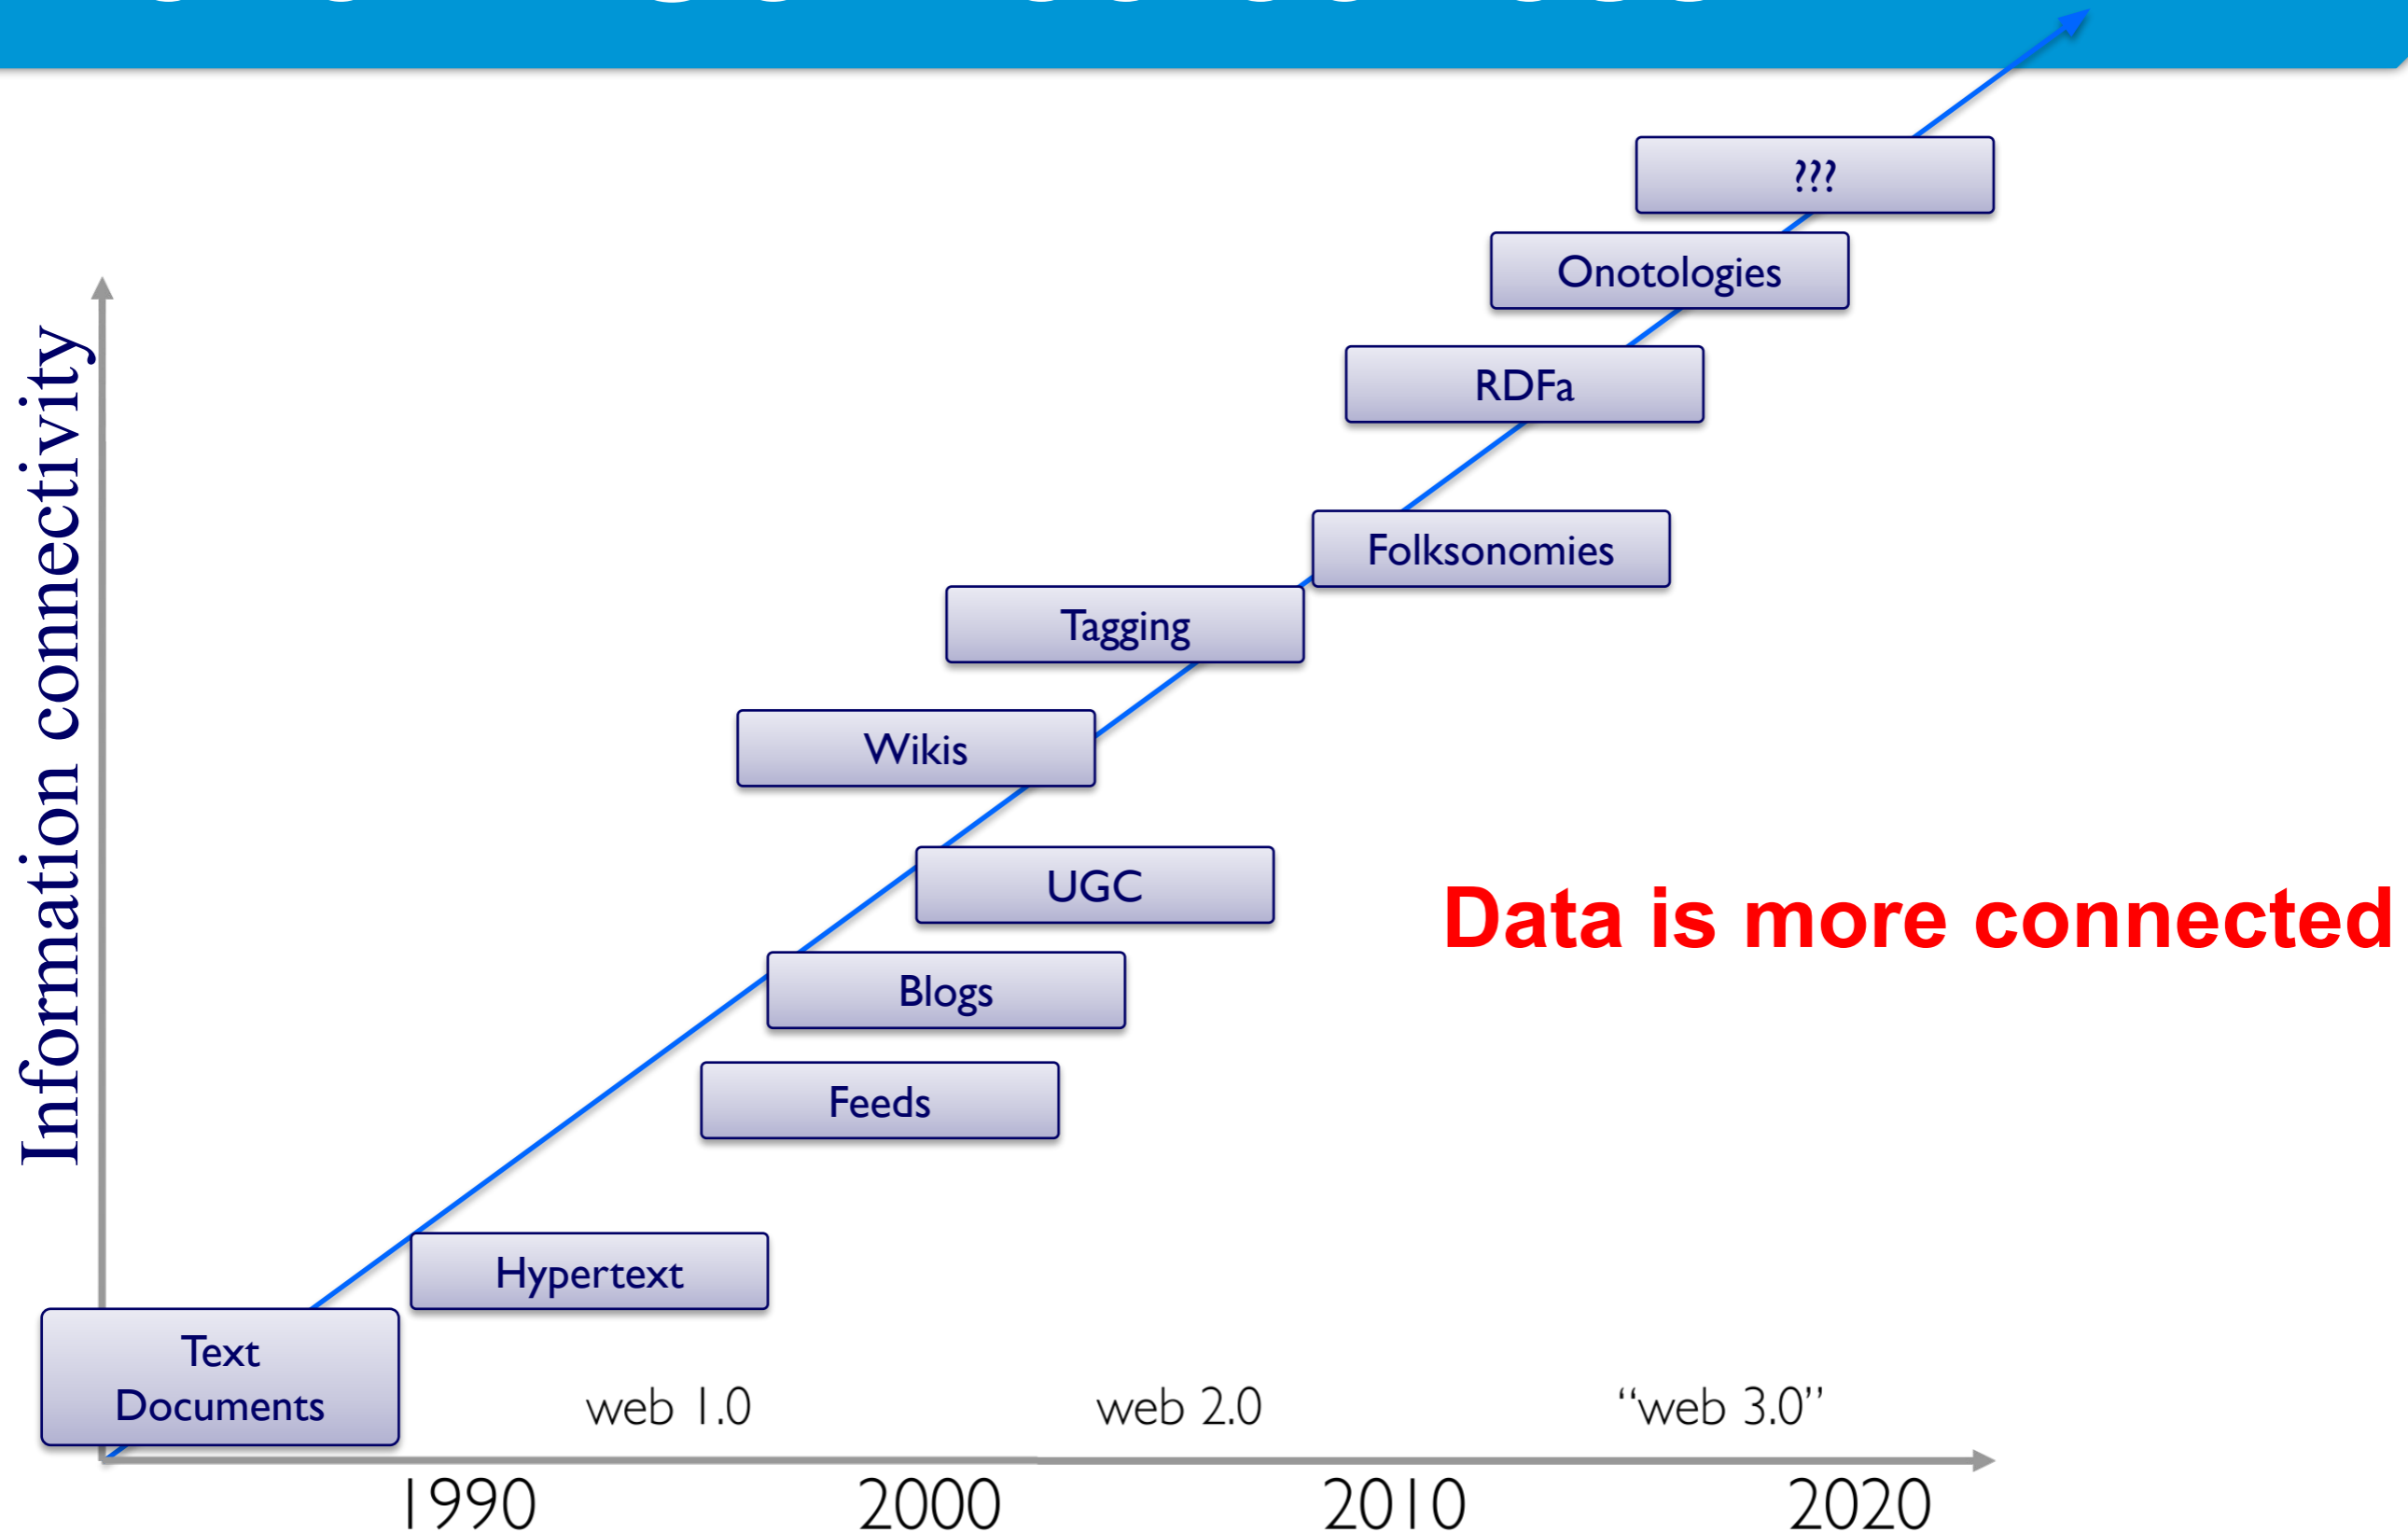 ???
Onotologies
RDFa
Folksonomies
Tagging
Wikis
UGC
Data is more connected
Blogs
Feeds
Hypertext
Text
Documents
Information connectivity
web 1.0
web 2.0
“web 3.0”
1990
2000
2010
2020